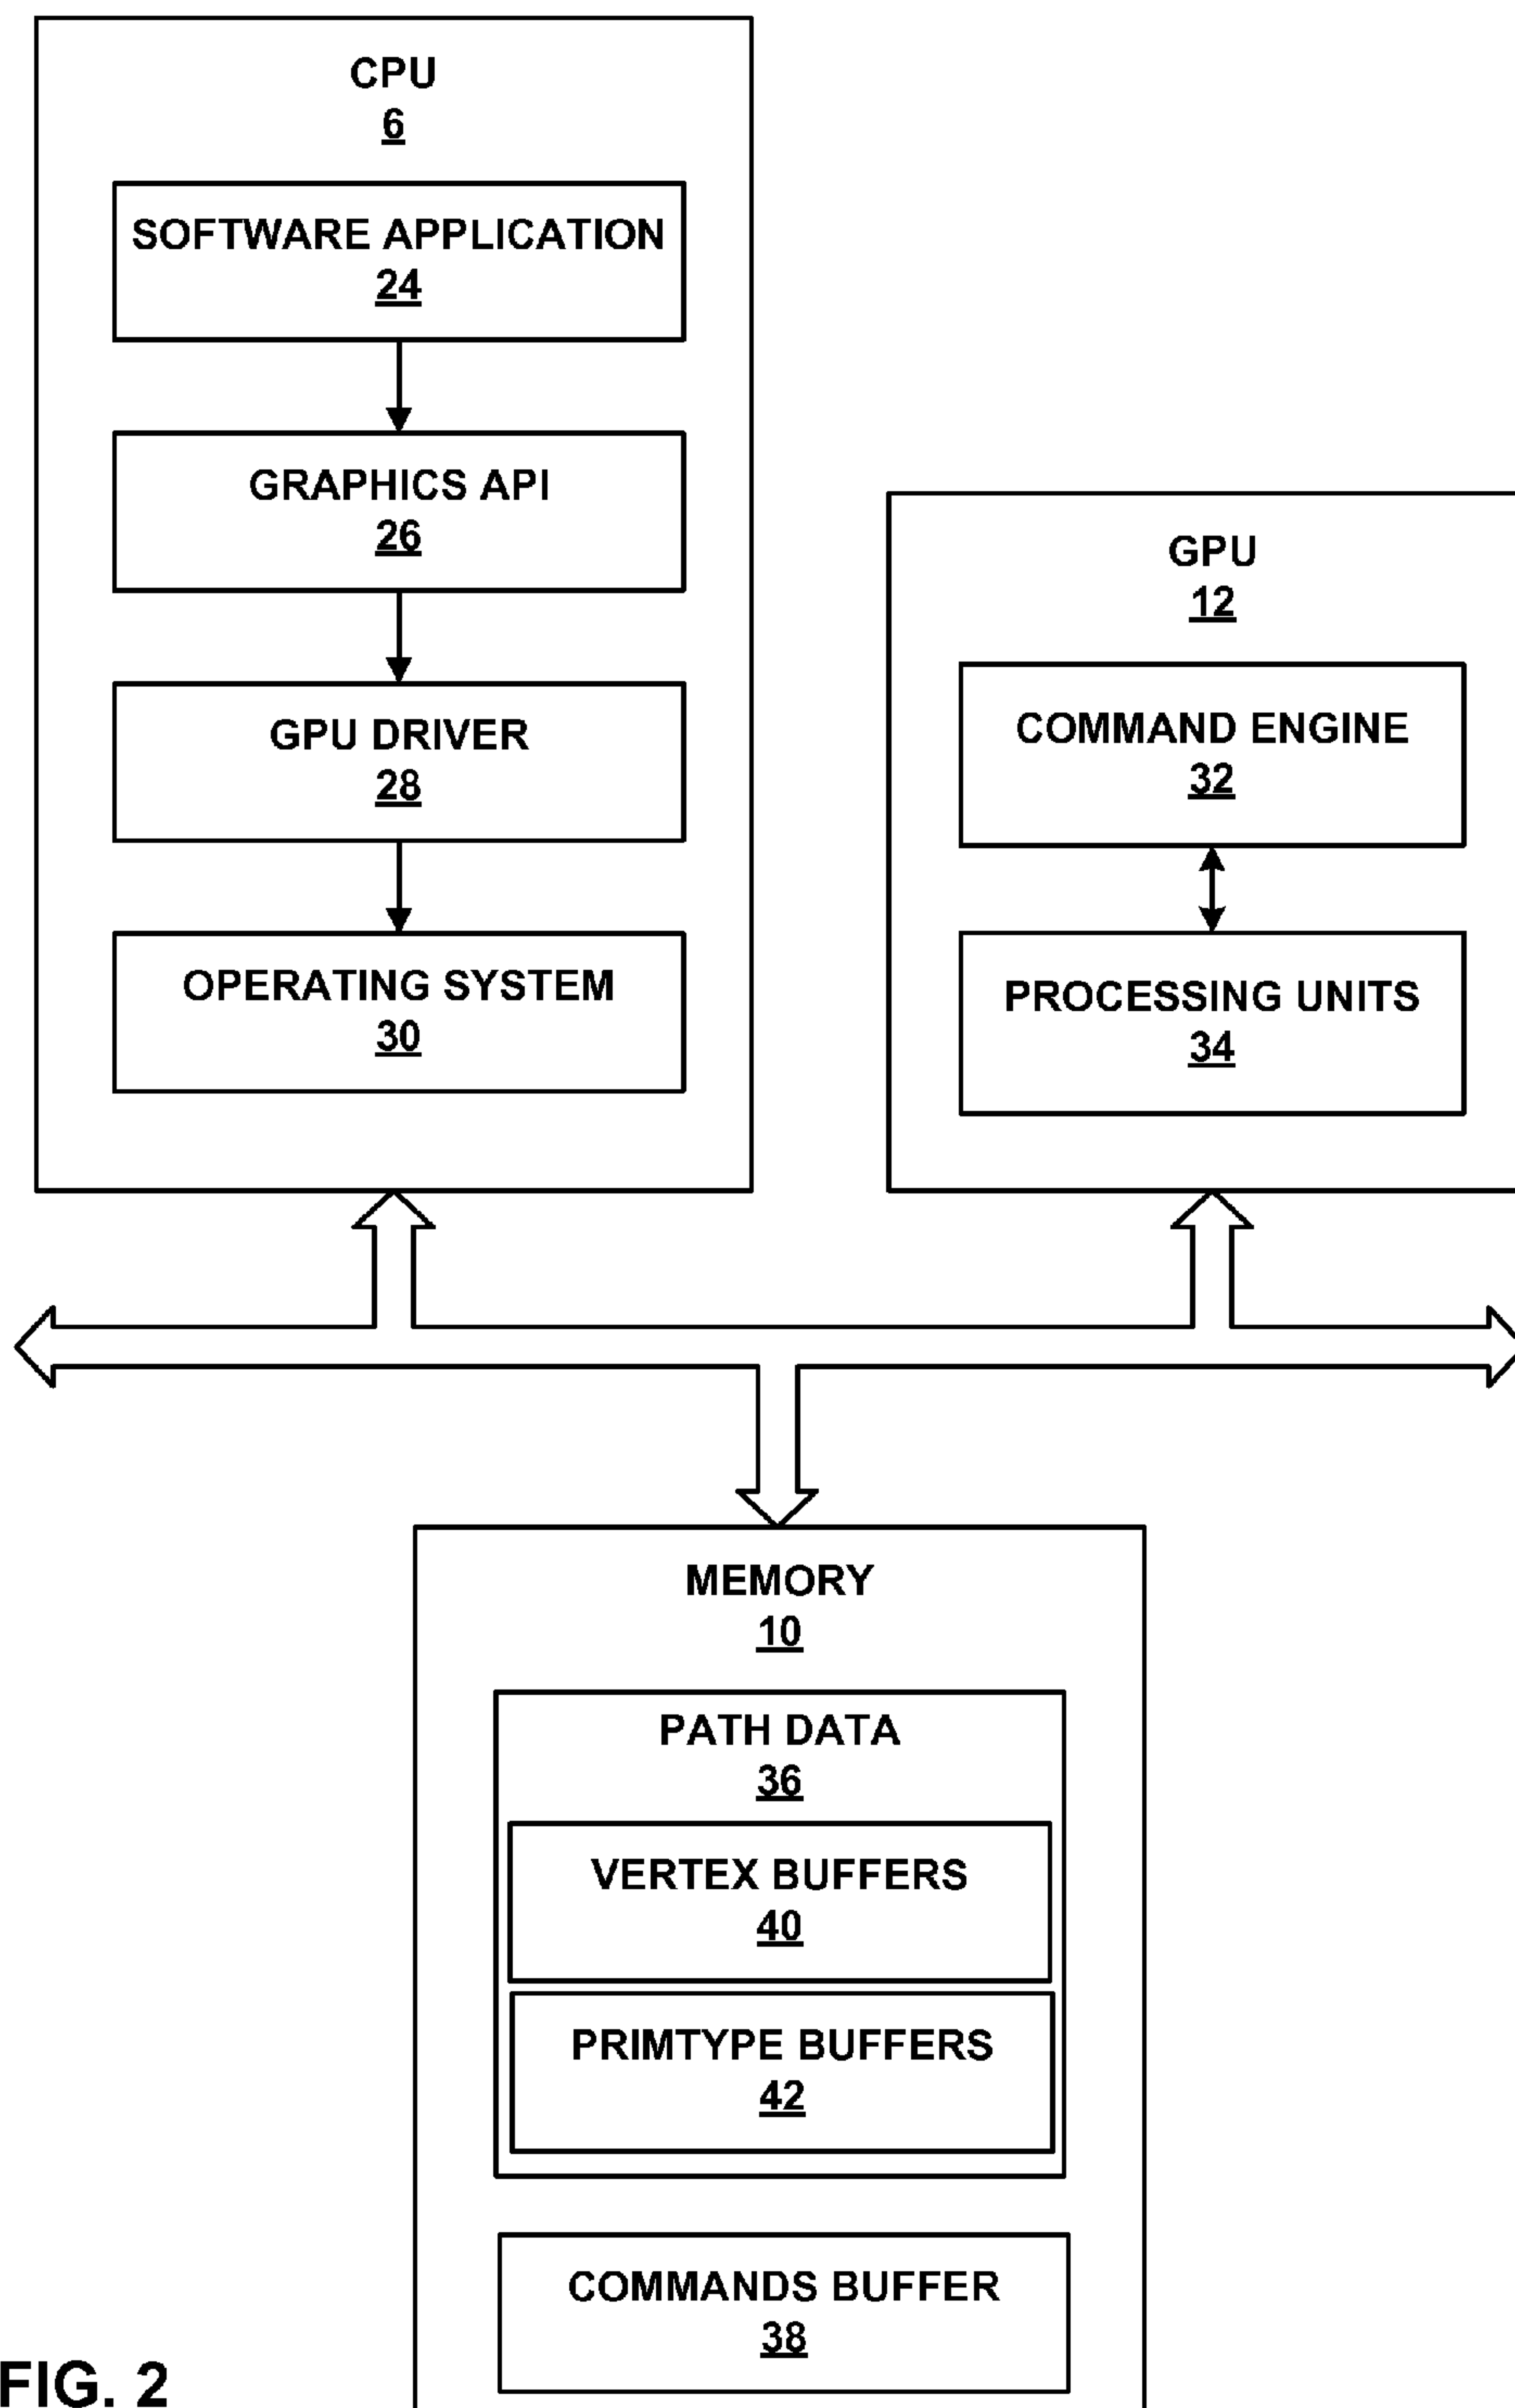 CPU
6
SOFTWARE APPLICATION
24
GRAPHICS API
26
GPU DRIVER
28
OPERATING SYSTEM
30
GPU
12
COMMAND ENGINE
32
PROCESSING UNITS
34
MEMORY
10
PATH DATA
36
VERTEX BUFFERS
40
PRIMTYPE BUFFERS
42
COMMANDS BUFFER
38
FIG. 2